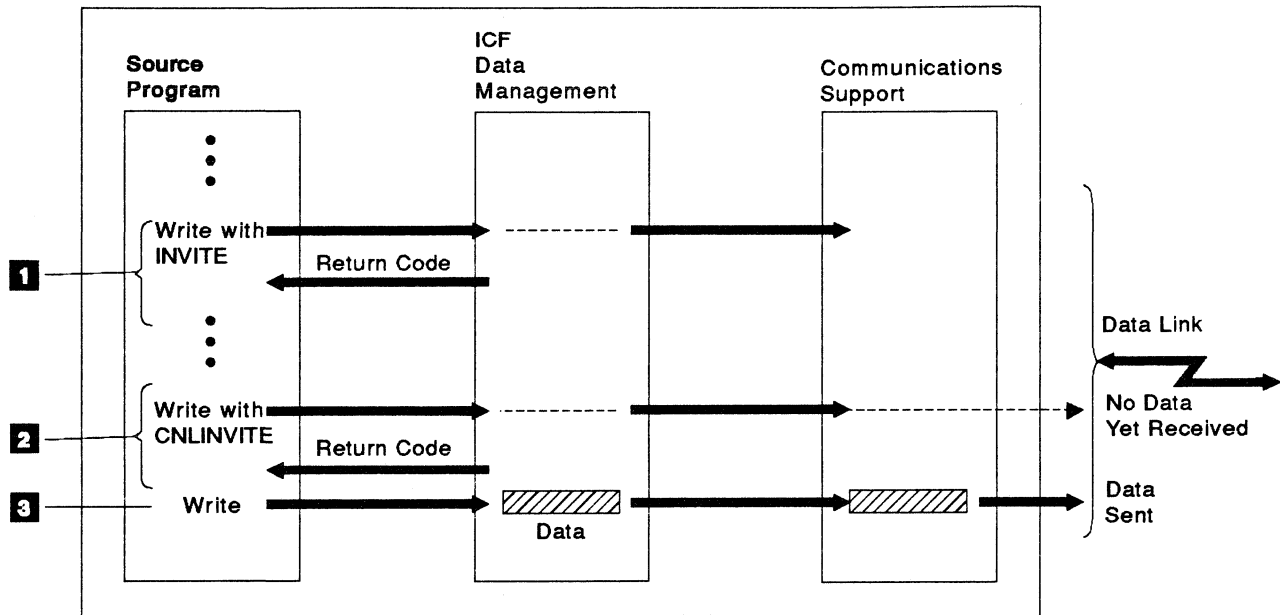 Source
Program
ICF
Data
Management
Communications
Support
1
Write with
INVITE
Return Code
2
Write with
CNLINVITE
Return Code
3
Write
Data
Data Link
No Data
Yet Received
Data
Sent